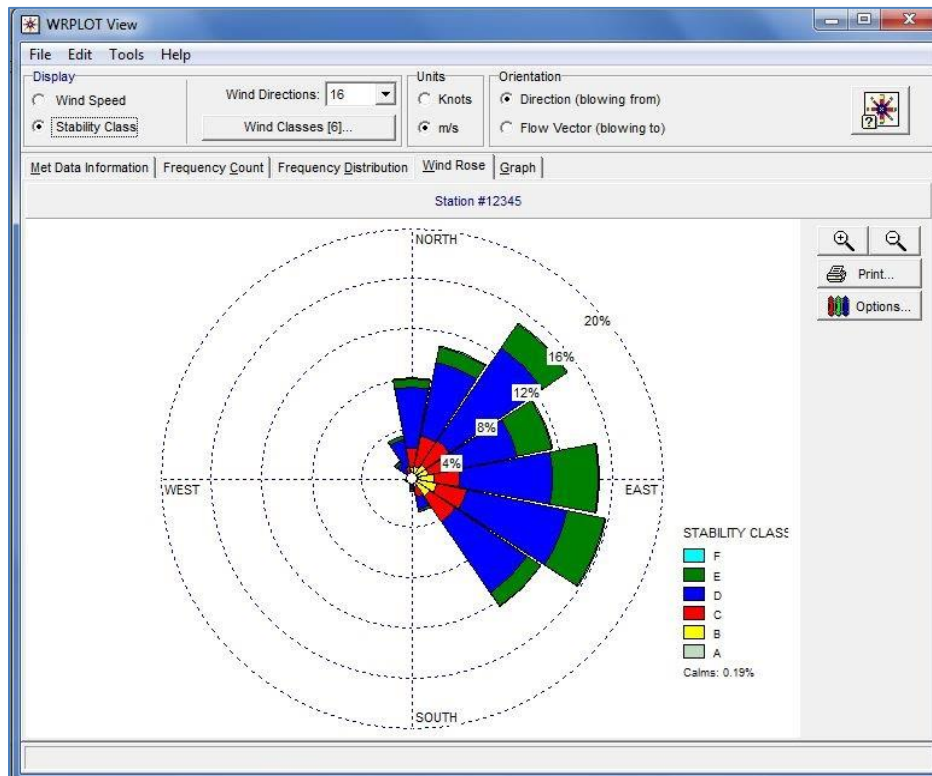 WRPLOT View
File Edit Tools Help
Display
Wind Speed
Stability Class
Wind Directions: 16
Wind Classes [6]...
Units
Knots
m/s
Orientation
Direction (blowing from)
Flow Vector (blowing to)
?
Met Data Information Frequency Count Frequency Distribution Wind Rose Graph
Station #12345
NORTH
20%
16%
12%
8%
4%
WEST
EAST
SOUTH
STABILITY CLASS
F
E
D
C
B
A
Calms: 0.19%
Print...
Options...